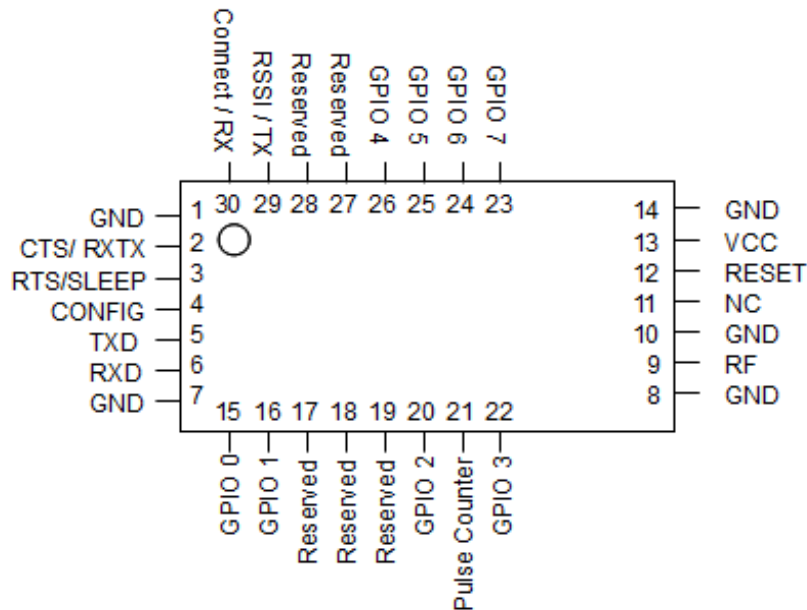 Connect / RX
RSSI / TX
Reserved
Reserved
GPIO 4
GPIO 5
GPIO 6
GPIO 7
30 29 28 27 26 25 24 23
GND 1
CTS/ RXTX 2
RTS/SLEEP 3
CONFIG 4
TXD 5
RXD 6
GND 7
14 GND
13 VCC
12 RESET
11 NC
10 GND
9 RF
8 GND
15 16 17 18 19 20 21 22
GPIO 0
GPIO 1
Reserved
Reserved
Reserved
GPIO 2
Pulse Counter
GPIO 3